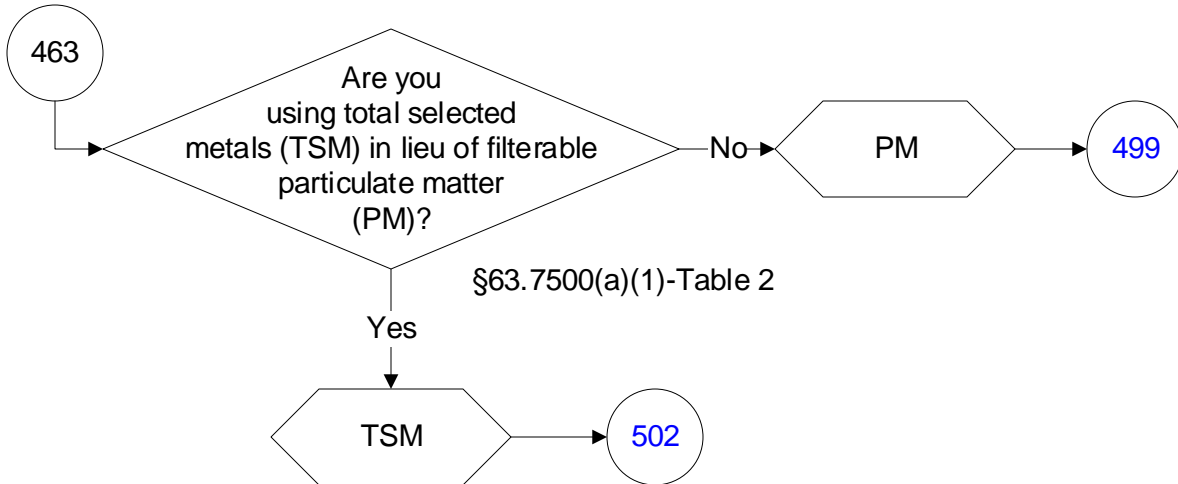 463
Are you
using total selected
metals (TSM) in lieu of filterable
particulate matter
(PM)?
No
PM
499
§63.7500(a)(1)-Table 2
Yes
TSM
502